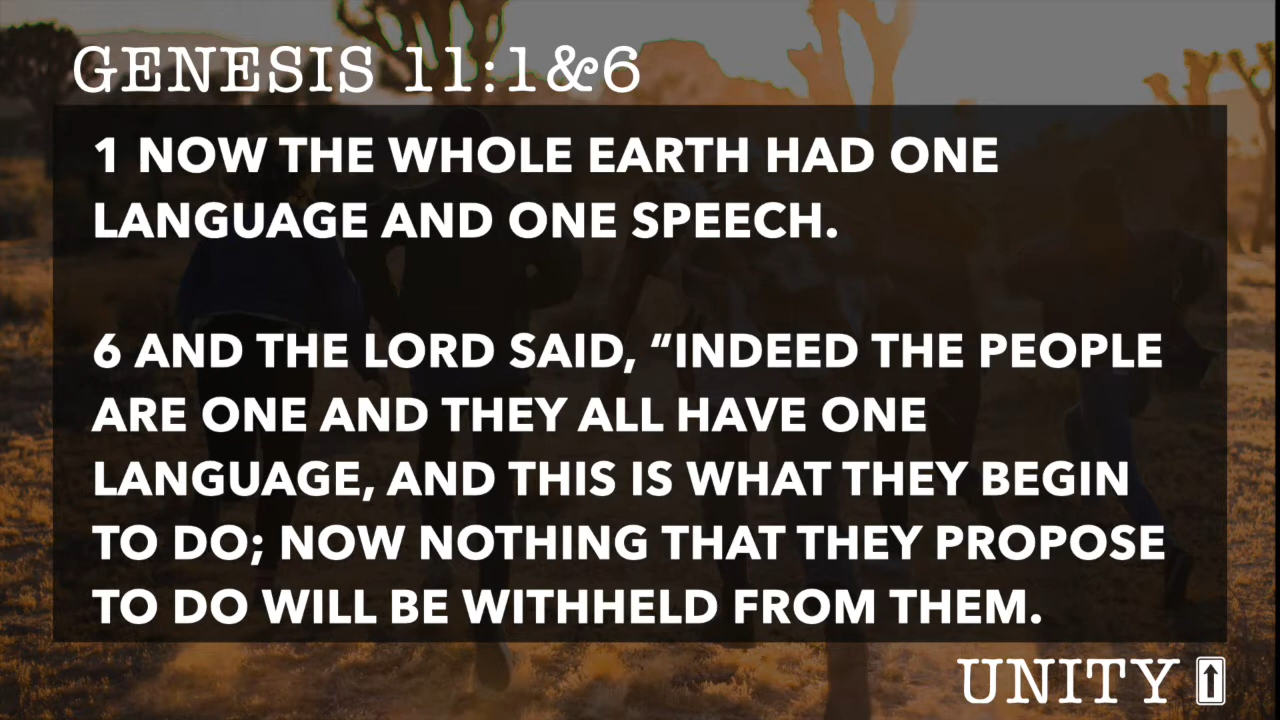 GENESIS 11:1&6
1 NOW THE WHOLE EARTH HAD ONE
LANGUAGE AND ONE SPEECH.
6 AND THE LORD SAID, “INDEED THE PEOPLE
ARE ONE AND THEY ALL HAVE ONE
LANGUAGE, AND THIS IS WHAT THEY BEGIN
TO DO; NOW NOTHING THAT THEY PROPOSE
TO DO WILL BE WITHHELD FROM THEM.
UNITY